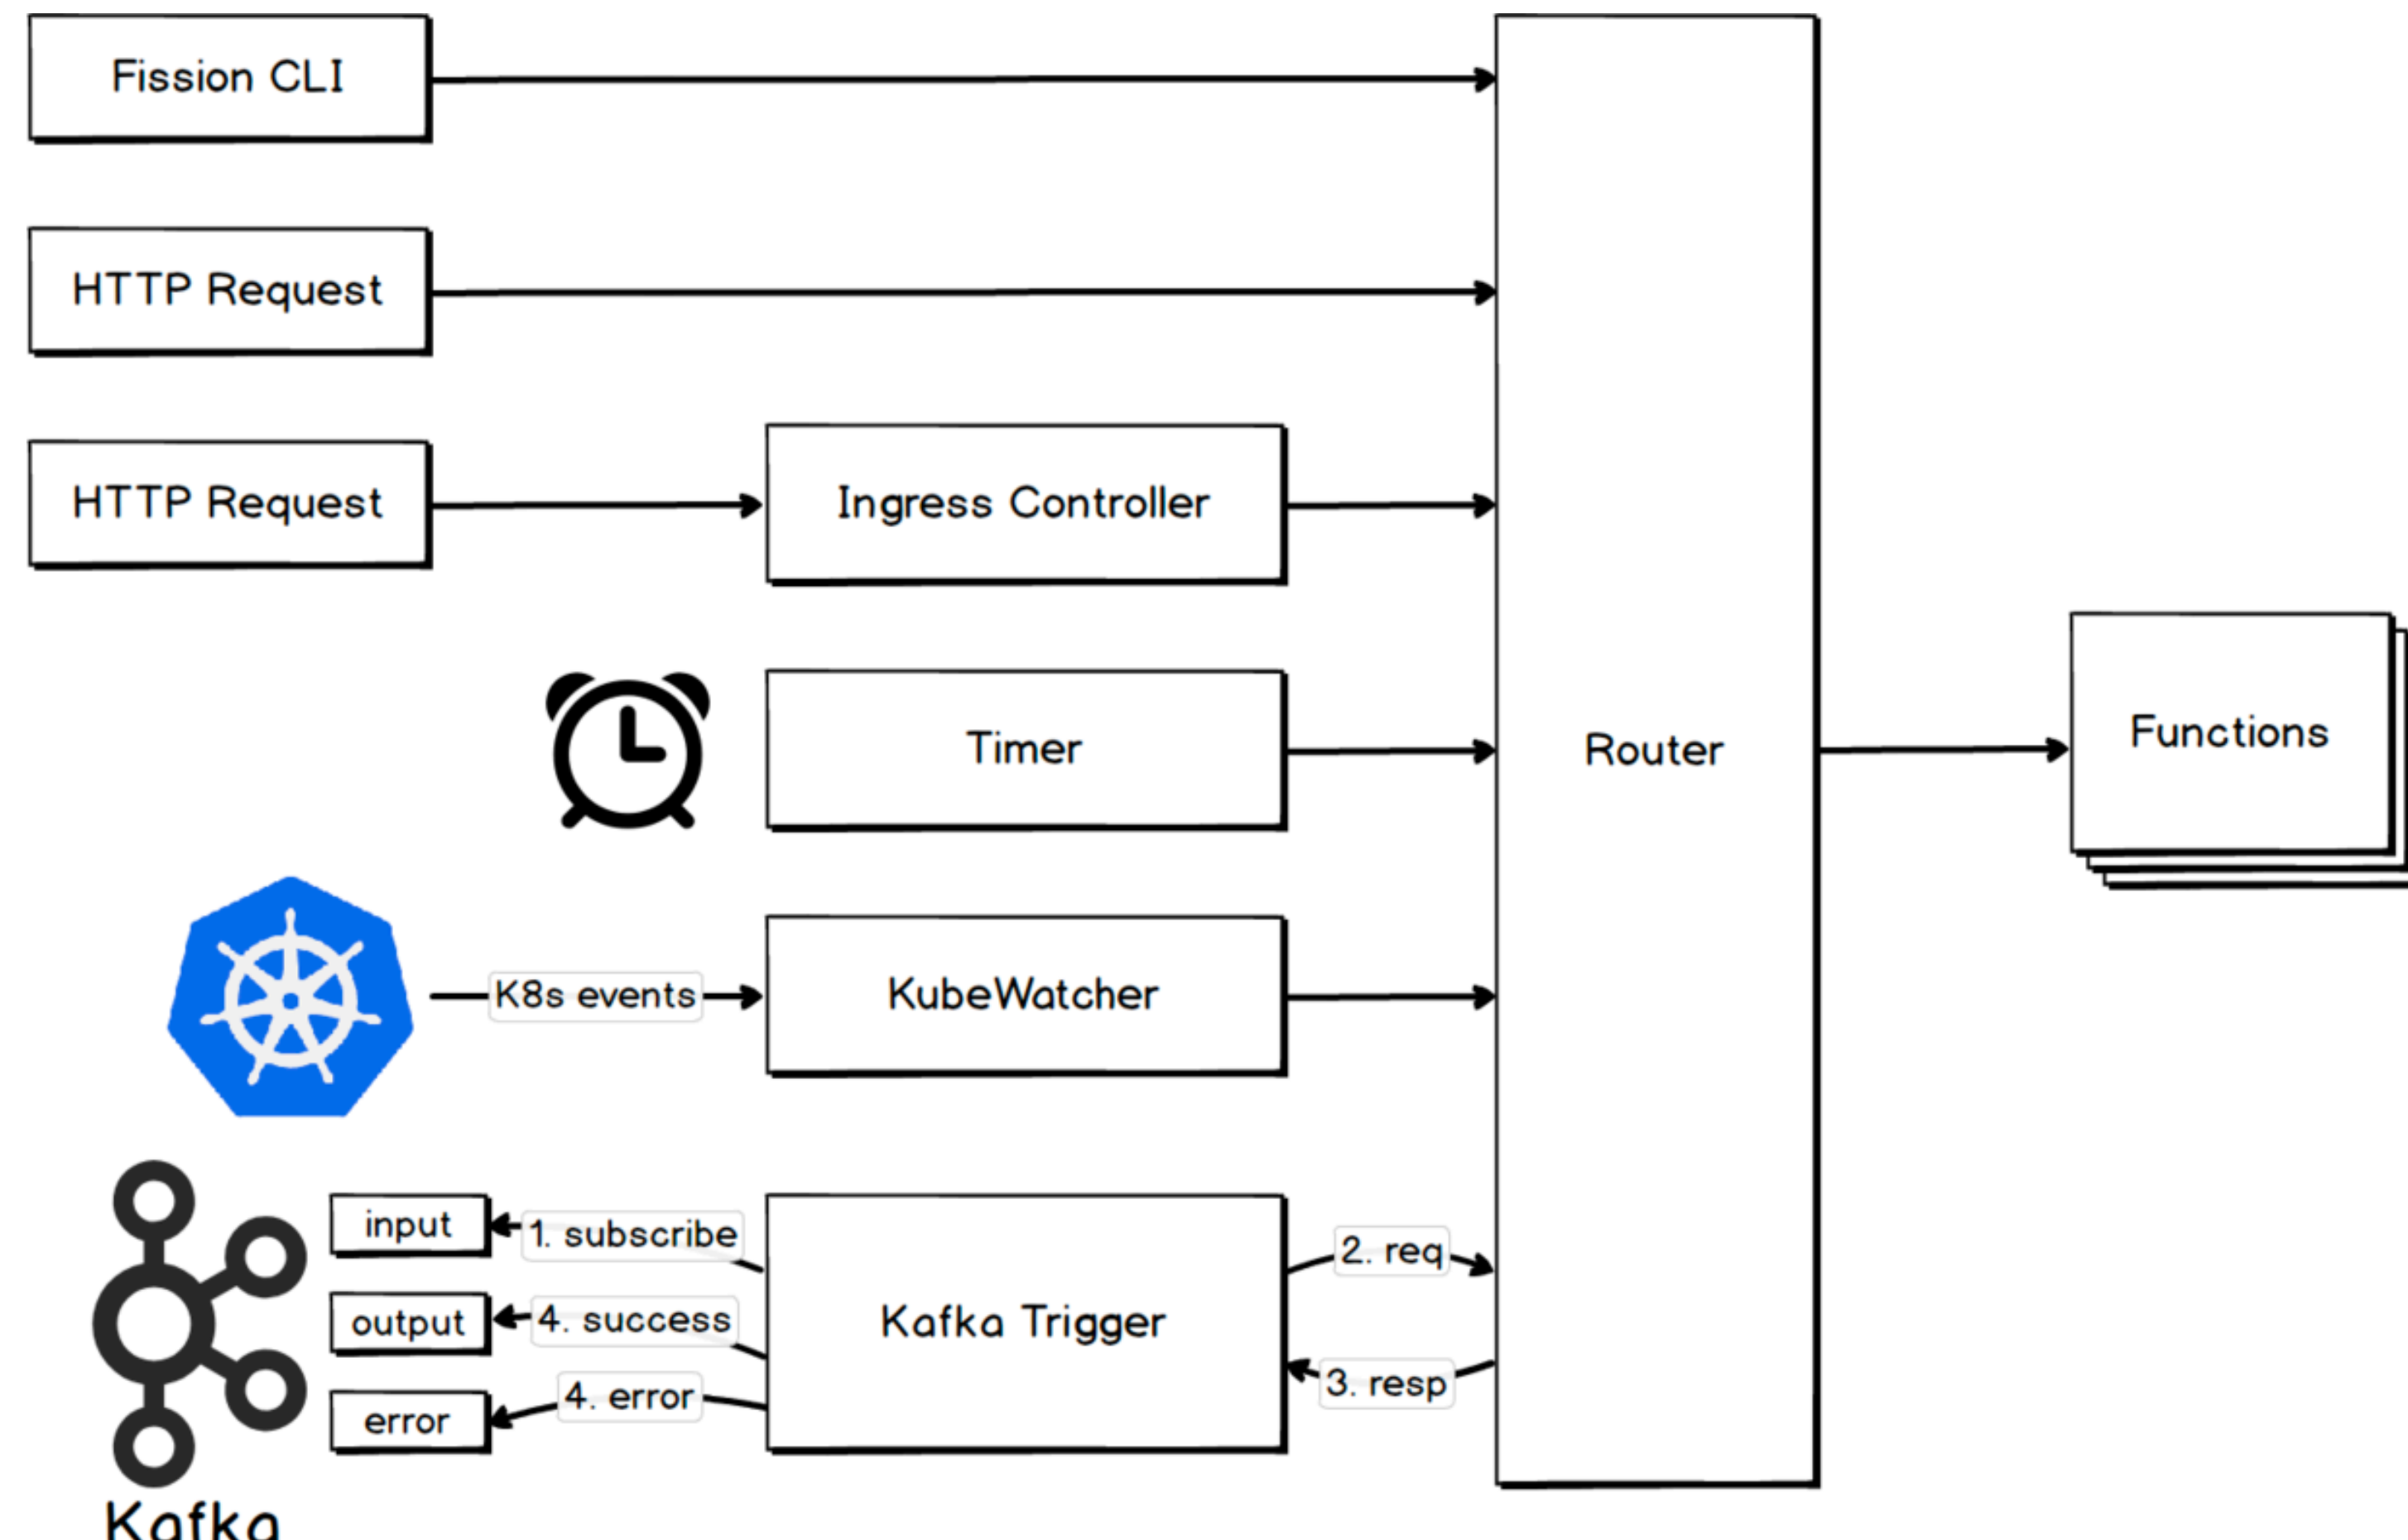 Fission CLI
HTTP Request
HTTP Request
Ingress Controller
Timer
Router
Functions
K8s events
KubeWatcher
input
1. subscribe
2. req
output
4. success
Kafka Trigger
error
4. error
3. resp
Kafka